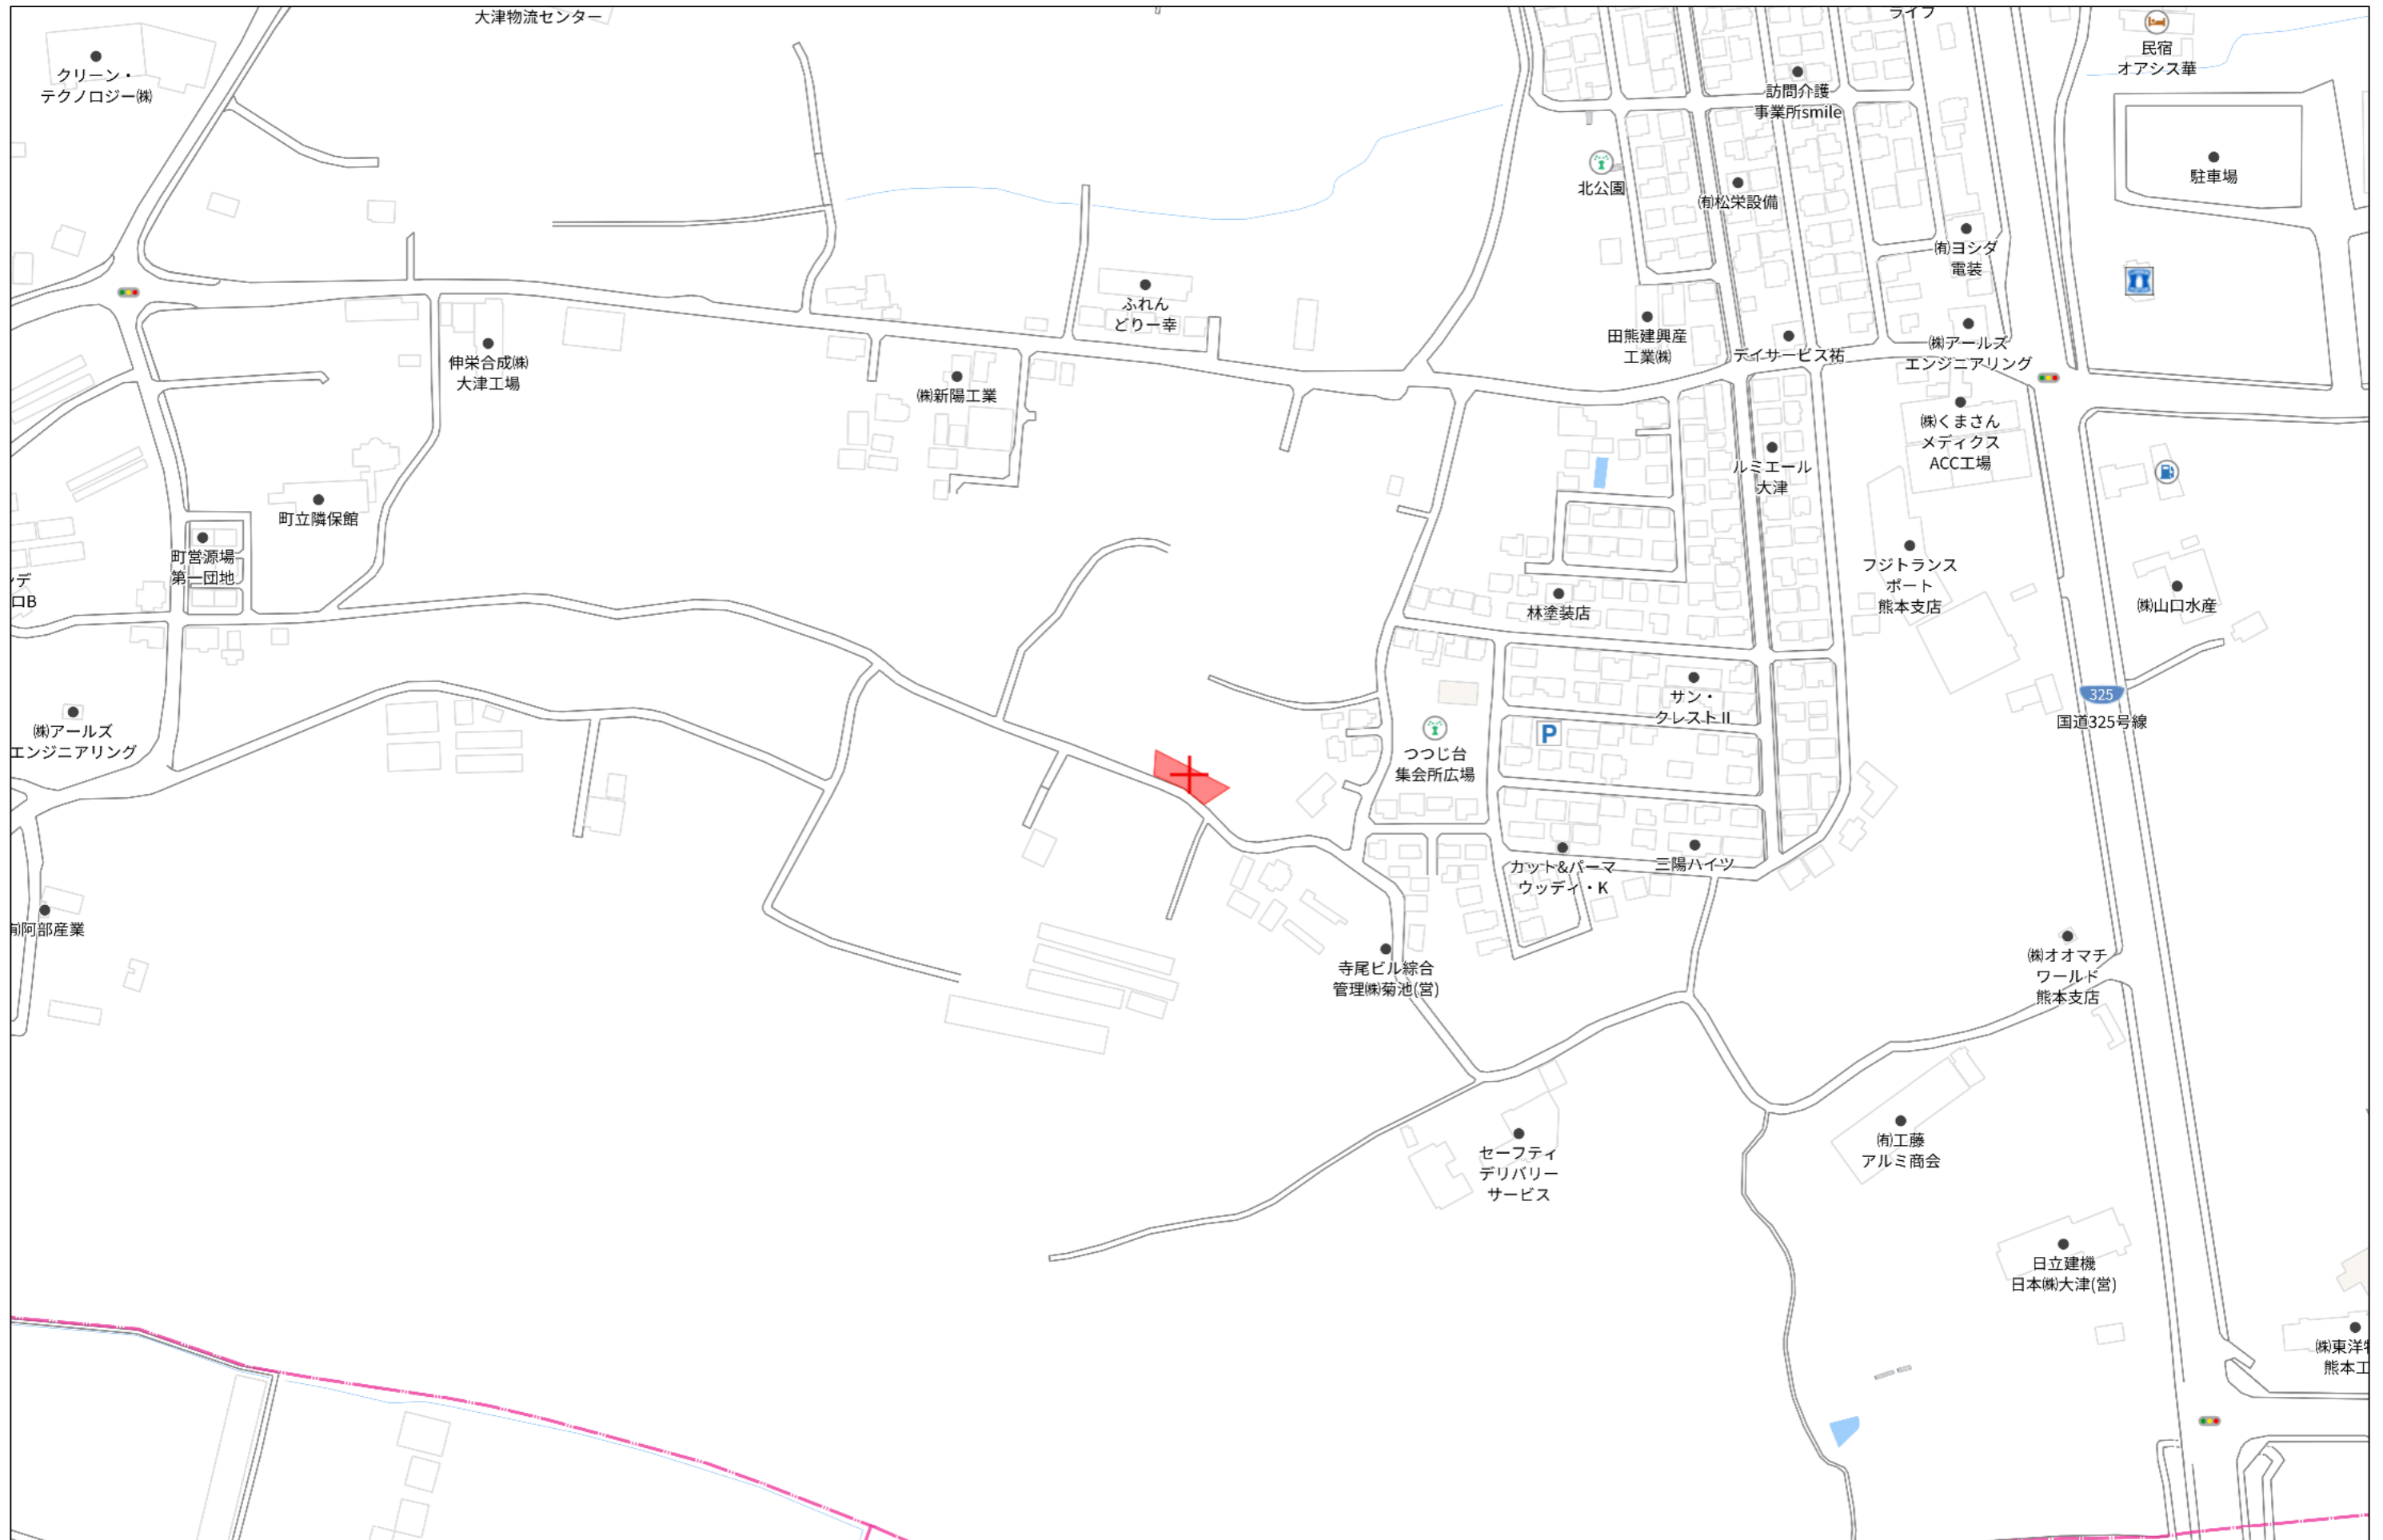 大津物流センター
ライフ
クリーン・
テクノロジー㈱
民宿
オアシス華
訪問介護
事業所smile
駐車場
北公園
㈲松栄設備
㈲ヨシダ
電装
ふれん
どりー幸
伸栄合成㈱
大津工場
㈱新陽工業
田熊建興産
工業㈱
デイサービス祐
㈱アールズ
エンジニアリング
㈱くまさん
メディクス
ACC工場
ルミエール
大津
町立隣保館
町営源場
第一団地
デ
ロB
フジトランス
ポート
熊本支店
林塗装店
㈱山口水産
サン・
クレストⅡ
325
国道325号線
㈱アールズ
エンジニアリング
P
つつじ台
集会所広場
カット&パーマ
ウッディ・K
三陽ハイツ
㈲阿部産業
寺尾ビル綜合
管理㈱菊池(営)
㈱オオマチ
ワールド
熊本支店
セーフティ
デリバリー
サービス
㈲工藤
アルミ商会
日立建機
日本㈱大津(営)
㈱東洋
熊本工